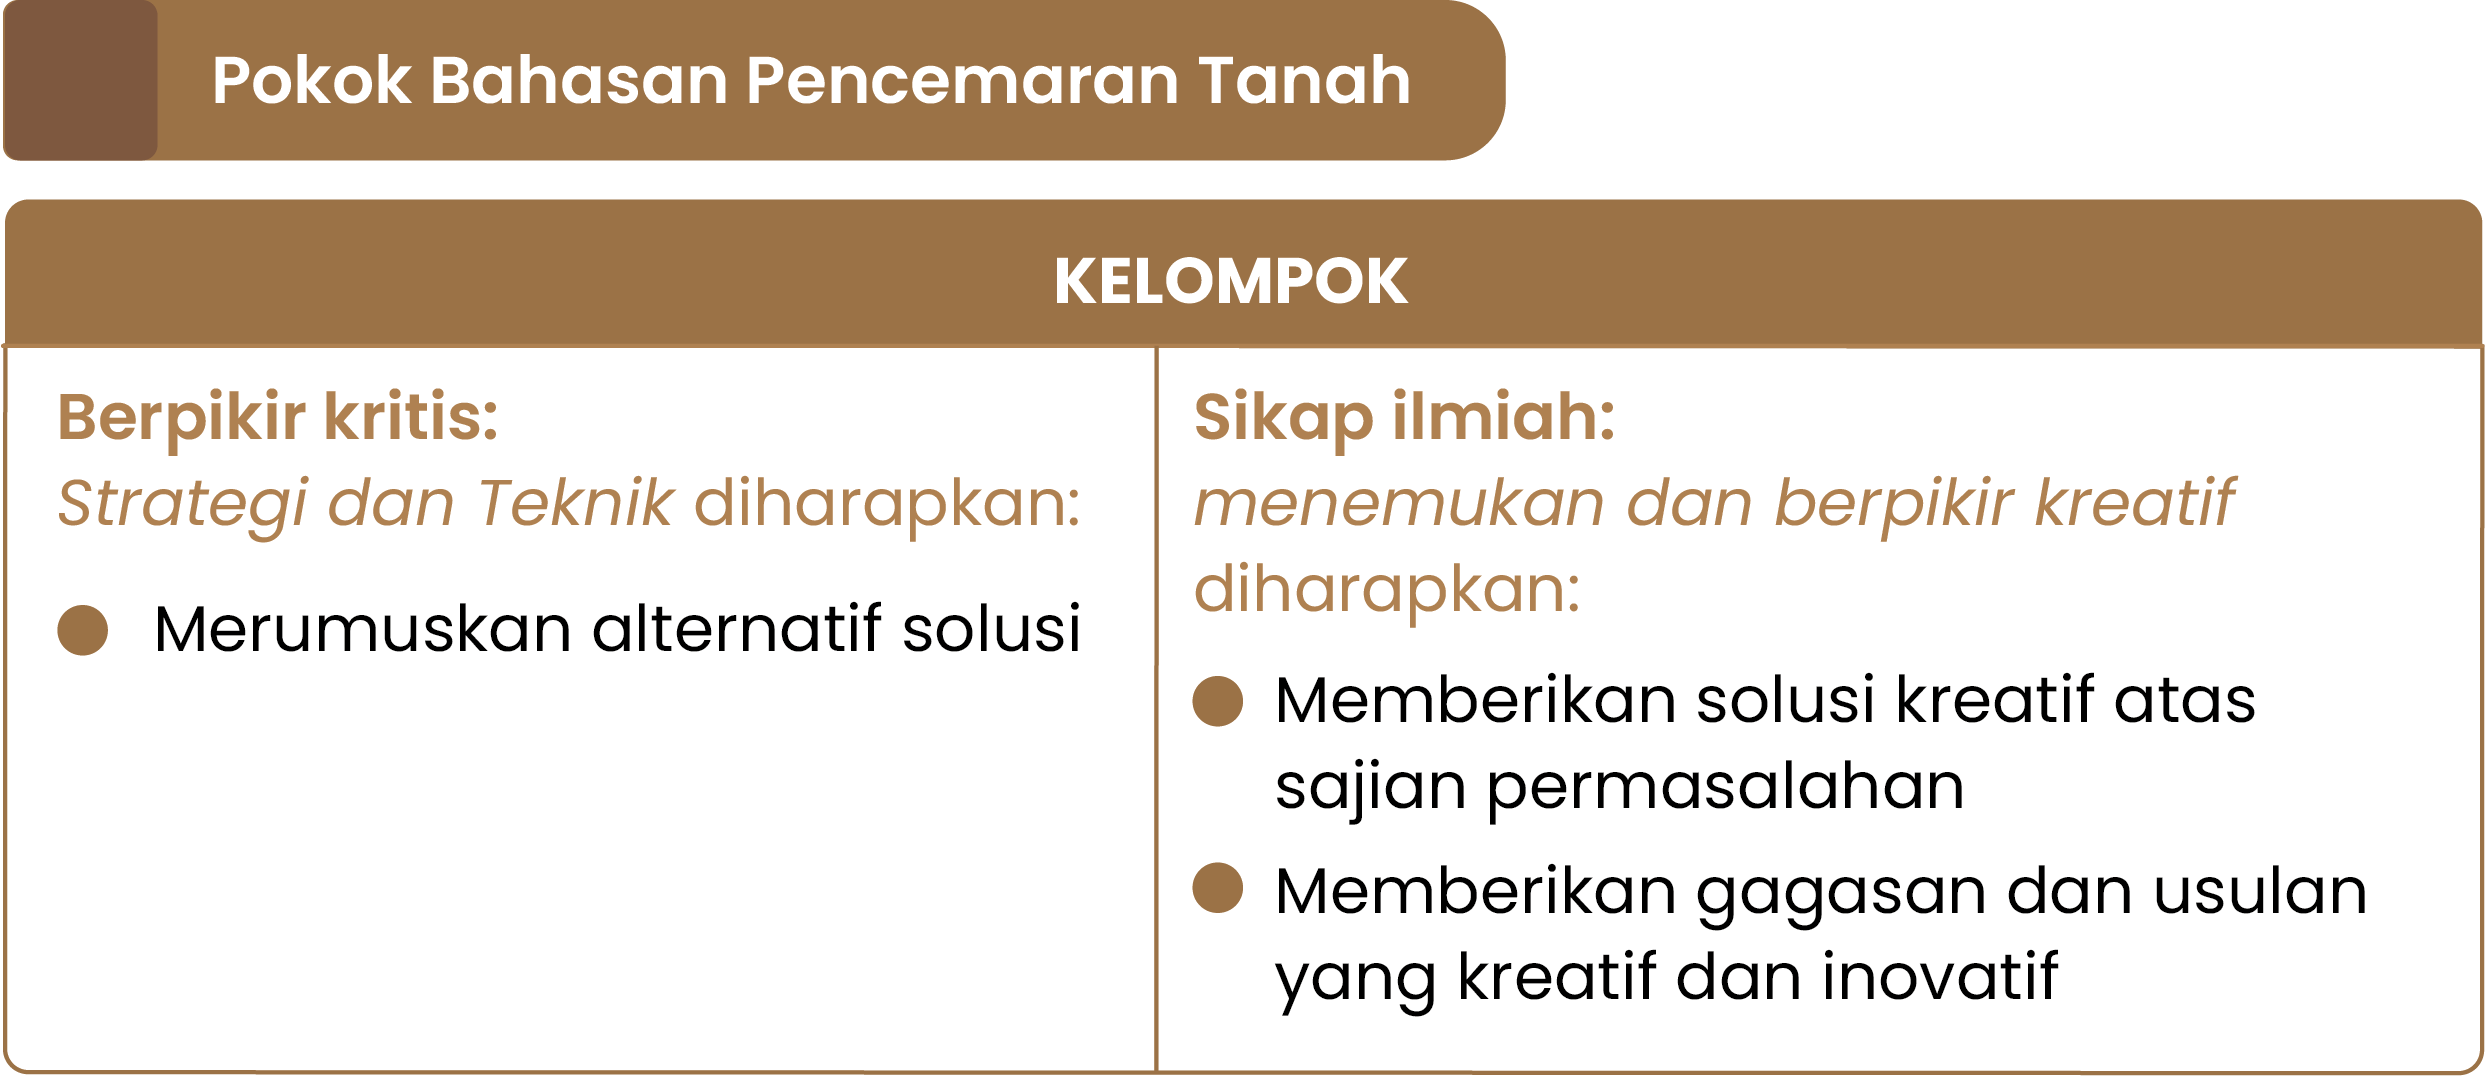 Pokok Bahasan Pencemaran Tanah
KELOMPOK
Berpikir kritis:
Strategi dan Teknik diharapkan:
Merumuskan alternatif solusi
Sikap ilmiah:
menemukan dan berpikir kreatif
diharapkan:
Memberikan solusi kreatif atas
sajian permasalahan
Memberikan gagasan dan usulan
yang kreatif dan inovatif